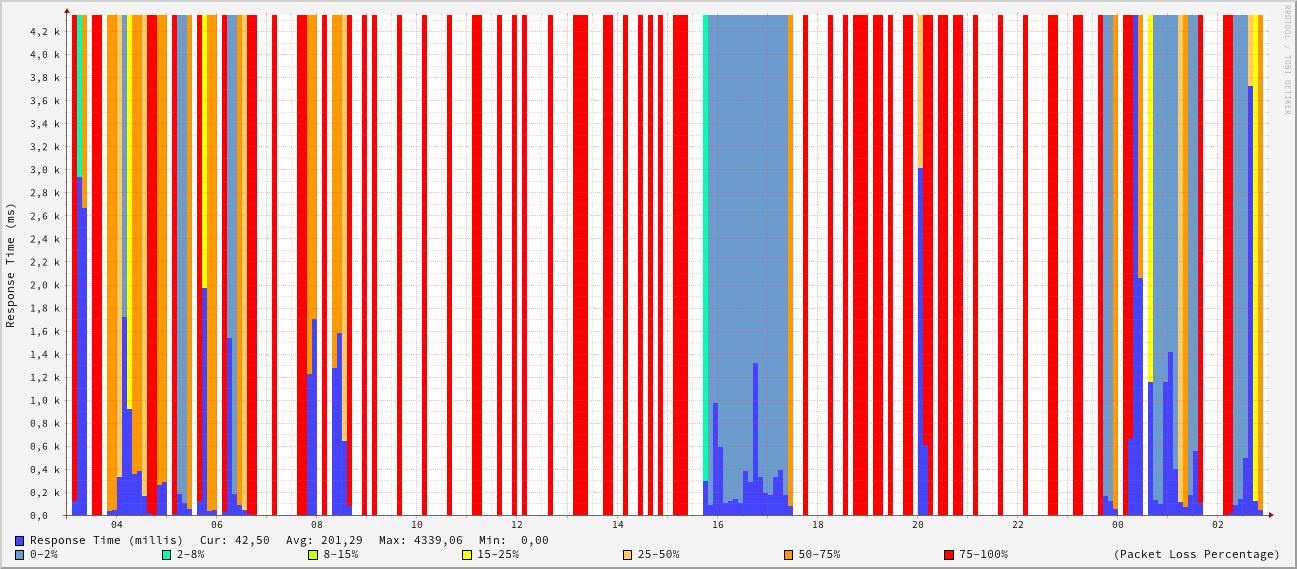 RRDTOOL / TOBI OETIKER
Response Time (ms)
4,2 k
4,0 k
3,8 k
3,6 k
3,4 k
3,2 k
3,0 k
2,8 k
2,6 k
2,4 k
2,2 k
2,0 k
1,8 k
1,6 k
1,4 k
1,2 k
1,0 k
0,8 k
0,6 k
0,4 k
0,2 k
0,0
04 06 08 10 12 14 16 18 20 22 00 02
Response Time (millis) Cur: 42,50 Avg: 201,29 Max: 4339,06 Min: 0,00
0-2% 2-8% 8-15% 15-25% 25-50% 50-75% 75-100% (Packet Loss Percentage)